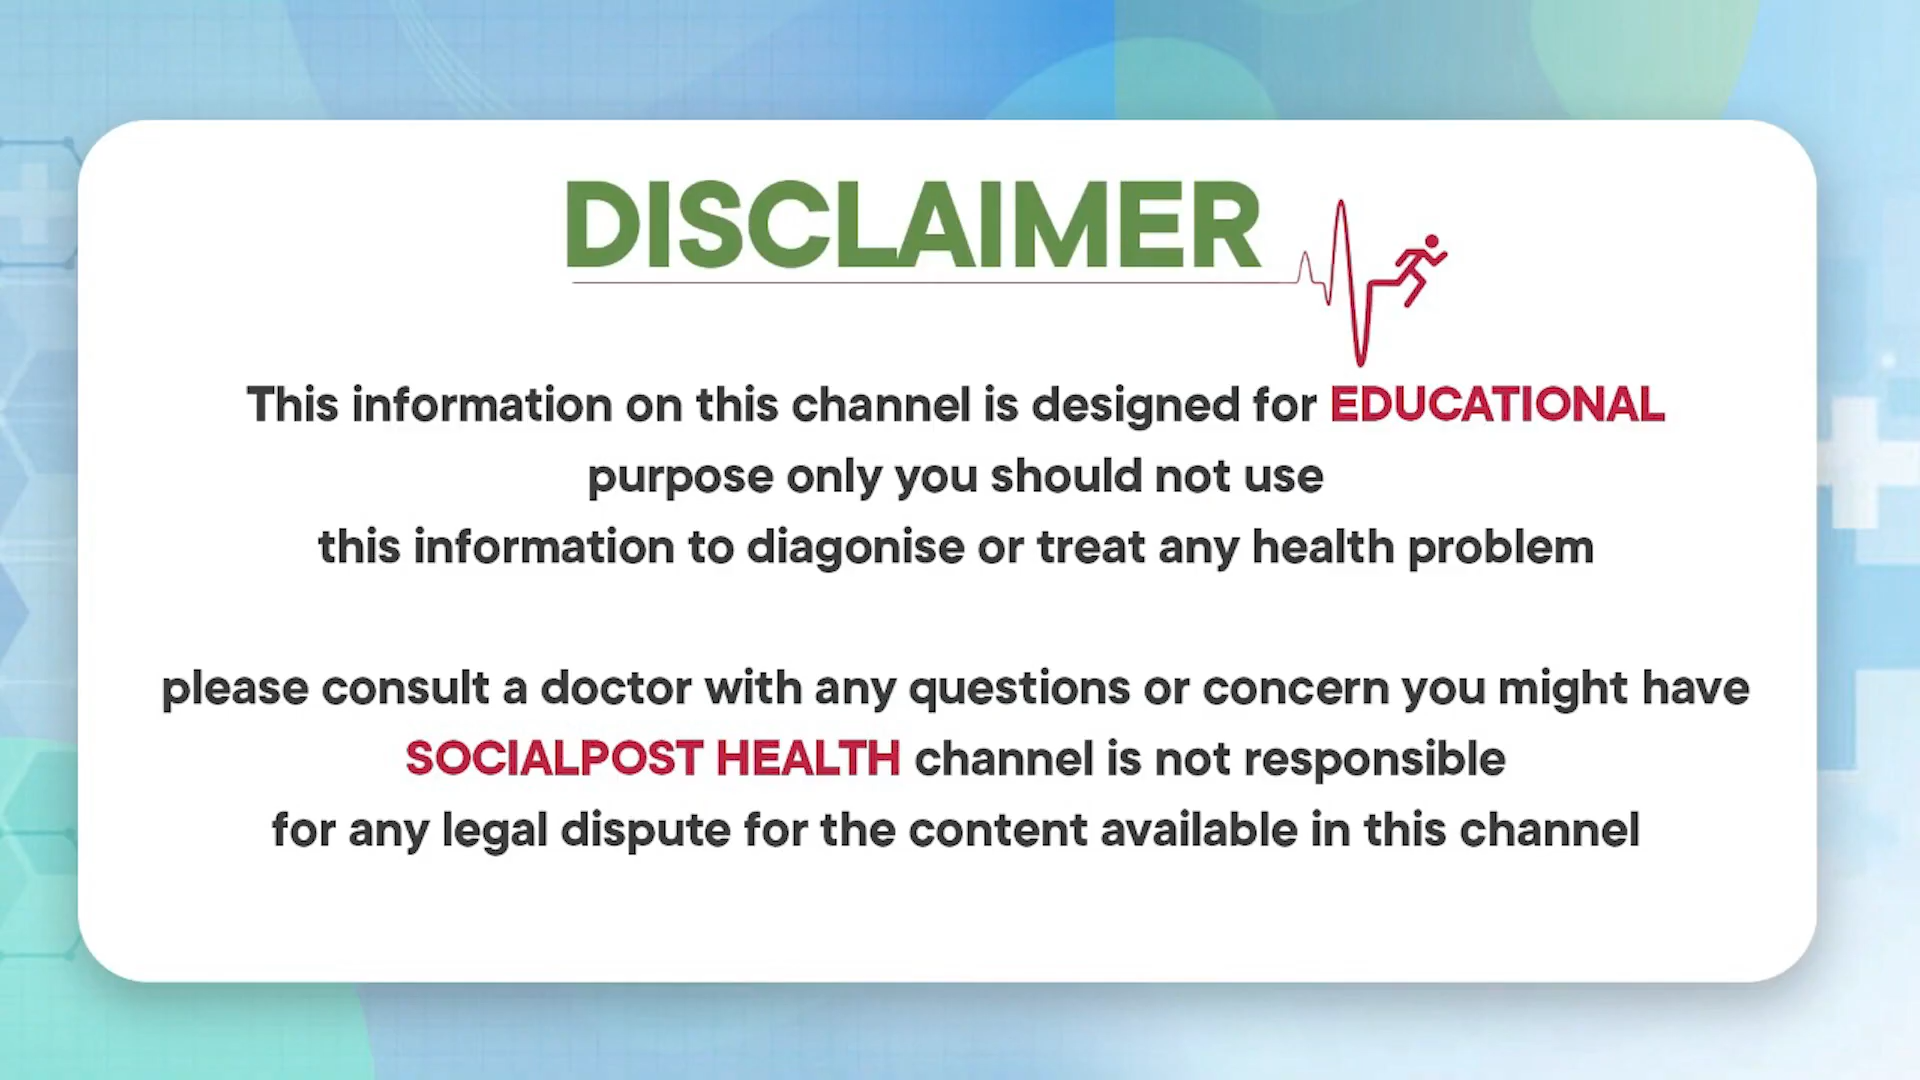 DISCLAIMER
This information on this channel is designed for EDUCATIONAL
purpose only you should not use
this information to diagonise or treat any health problem
please consult a doctor with any questions or concern you might have
SOCIALPOST HEALTH channel is not responsible
for any legal dispute for the content available in this channel